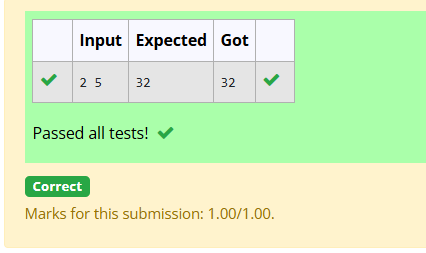 Input Expected Got
2 5 32 32
Passed all tests!
Correct
Marks for this submission: 1.00/1.00.